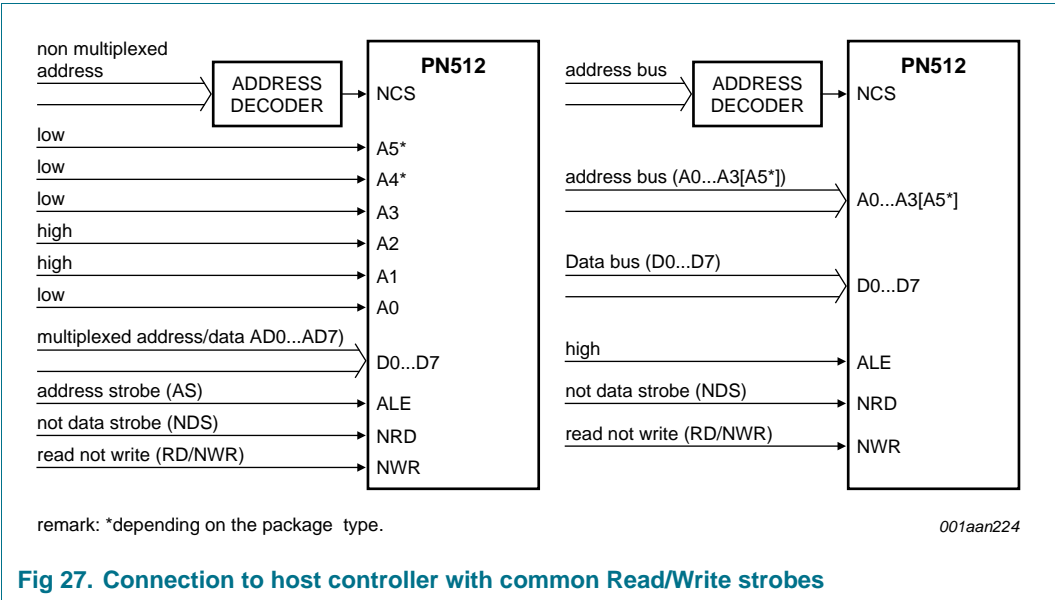 non multiplexed
address
ADDRESS
DECODER
PN512
NCS
low
A5*
low
A4*
low
A3
high
A2
high
A1
low
A0
multiplexed address/data AD0...AD7)
D0...D7
address strobe (AS)
ALE
not data strobe (NDS)
NRD
read not write (RD/NWR)
NWR
address bus
ADDRESS
DECODER
PN512
NCS
address bus (A0...A3[A5*])
A0...A3[A5*]
Data bus (D0...D7)
D0...D7
high
ALE
not data strobe (NDS)
NRD
read not write (RD/NWR)
NWR
remark: *depending on the package type.
001aan224
Fig 27. Connection to host controller with common Read/Write strobes